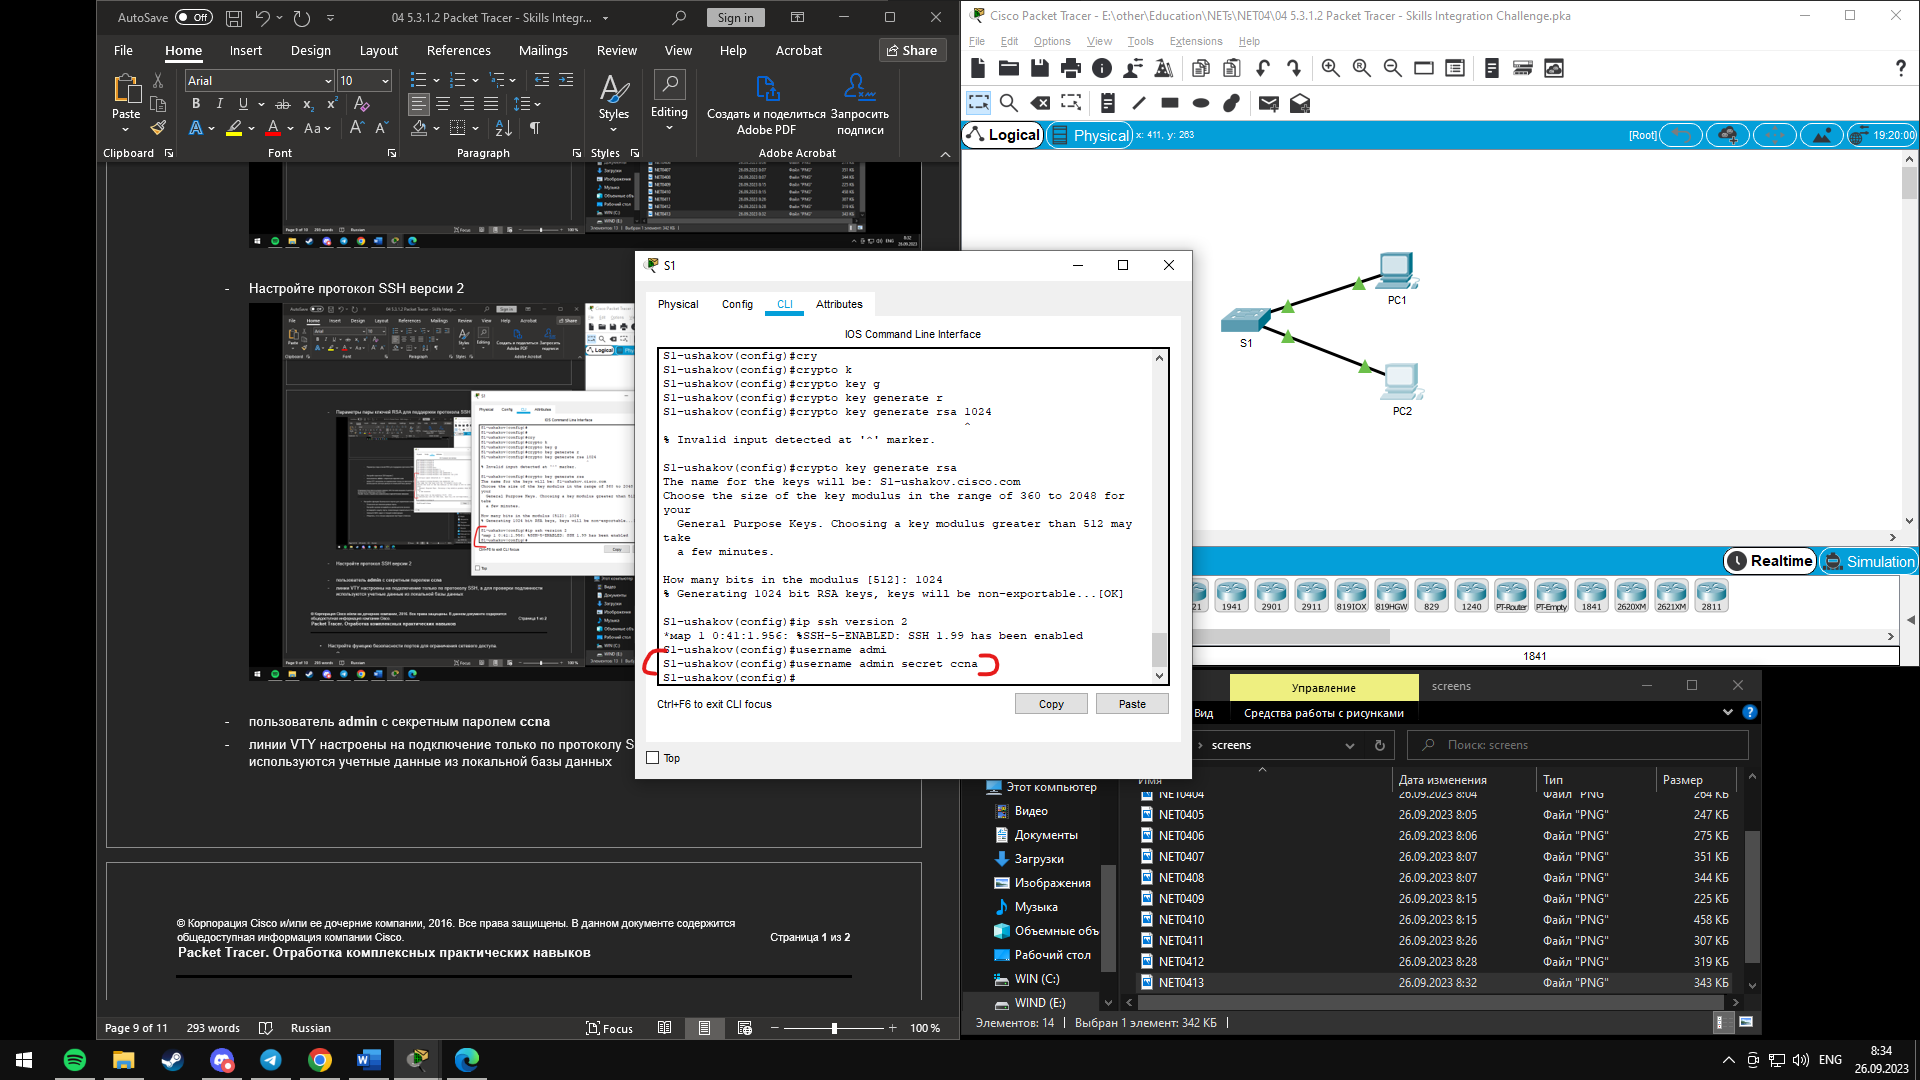 AutoSave Off
04 5.3.1.2 Packet Tracer - Skills Integr...
Sign in
File Home Insert Design Layout References Mailings Review View Help Acrobat Share
Arial 10
Paste
Styles
Editing
Создать и поделиться Adobe PDF
Запросить подписи
Clipboard Font Paragraph Styles Adobe Acrobat
- Настройте протокол SSH версии 2
- пользователь admin с секретным паролем ccna
- линии VTY настроены на подключение только по протоколу S
используются учетные данные из локальной базы данных
© Корпорация Cisco и/или ее дочерние компании, 2016. Все права защищены. В данном документе содержится
общедоступная информация компании Cisco.
Страница 1 из 2
Packet Tracer. Отработка комплексных практических навыков
Page 9 of 11 293 words Russian Focus 100 %
Cisco Packet Tracer - E:\other\Education\NETs\NET04\04 5.3.1.2 Packet Tracer - Skills Integration Challenge.pka
File Edit Options View Tools Extensions Help
Logical Physical x: 411, y: 263 [Root] 19:20:00
PC1
S1
PC2
S1
Physical Config CLI Attributes
IOS Command Line Interface
S1-ushakov(config)#cry
S1-ushakov(config)#crypto k
S1-ushakov(config)#crypto key g
S1-ushakov(config)#crypto key generate r
S1-ushakov(config)#crypto key generate rsa 1024
^
% Invalid input detected at '^' marker.
S1-ushakov(config)#crypto key generate rsa
The name for the keys will be: S1-ushakov.cisco.com
Choose the size of the key modulus in the range of 360 to 2048 for
your
General Purpose Keys. Choosing a key modulus greater than 512 may
take
a few minutes.
How many bits in the modulus [512]: 1024
% Generating 1024 bit RSA keys, keys will be non-exportable...[OK]
S1-ushakov(config)#ip ssh version 2
*мар 1 0:41:1.956: %SSH-5-ENABLED: SSH 1.99 has been enabled
S1-ushakov(config)#username admi
S1-ushakov(config)#username admin secret ccna
S1-ushakov(config)#
Ctrl+F6 to exit CLI focus
Copy Paste
Top
Realtime Simulation
21 1941 2901 2911 819IOX 819HGW 829 1240 PT-Router PT-Empty 1841 2620XM 2621XM 2811
1841
Управление screens
Вид Средства работы с рисунками
screens
Поиск: screens
Имя Дата изменения Тип Размер
Этот компьютер
Видео
Документы
Загрузки
Изображения
Музыка
Объемные объ
Рабочий стол
WIN (C:)
WIND (E:)
NET0404 26.09.2023 8:04 Файл "PNG" 264 КБ
NET0405 26.09.2023 8:05 Файл "PNG" 247 КБ
NET0406 26.09.2023 8:06 Файл "PNG" 275 КБ
NET0407 26.09.2023 8:07 Файл "PNG" 351 КБ
NET0408 26.09.2023 8:07 Файл "PNG" 344 КБ
NET0409 26.09.2023 8:15 Файл "PNG" 225 КБ
NET0410 26.09.2023 8:15 Файл "PNG" 458 КБ
NET0411 26.09.2023 8:26 Файл "PNG" 307 КБ
NET0412 26.09.2023 8:28 Файл "PNG" 319 КБ
NET0413 26.09.2023 8:32 Файл "PNG" 343 КБ
Элементов: 14 Выбран 1 элемент: 342 КБ
ENG
8:34
26.09.2023